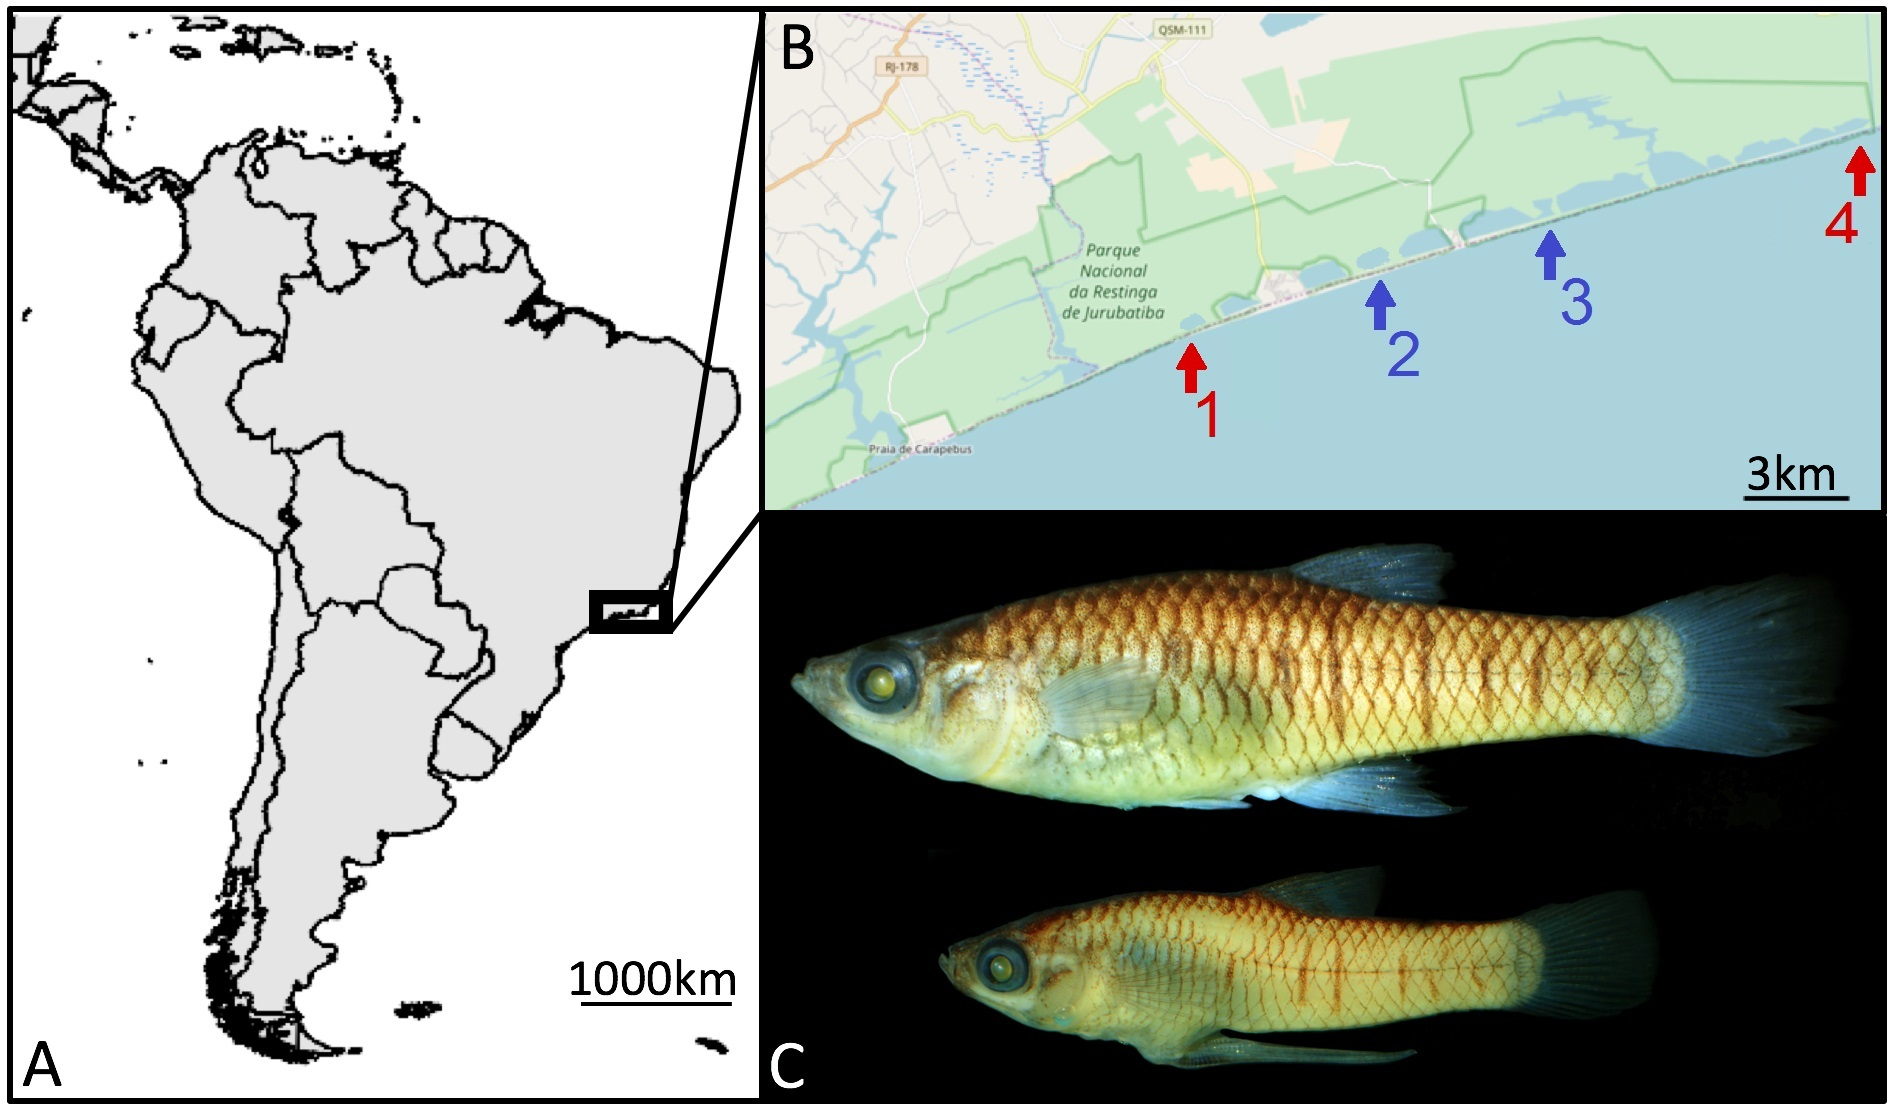 A
1000km
B
QSM-111
RJ-178
Parque
Nacional
da Restinga
de Jurubatiba
Praia de Carapebus
1
2
3
4
3km
C